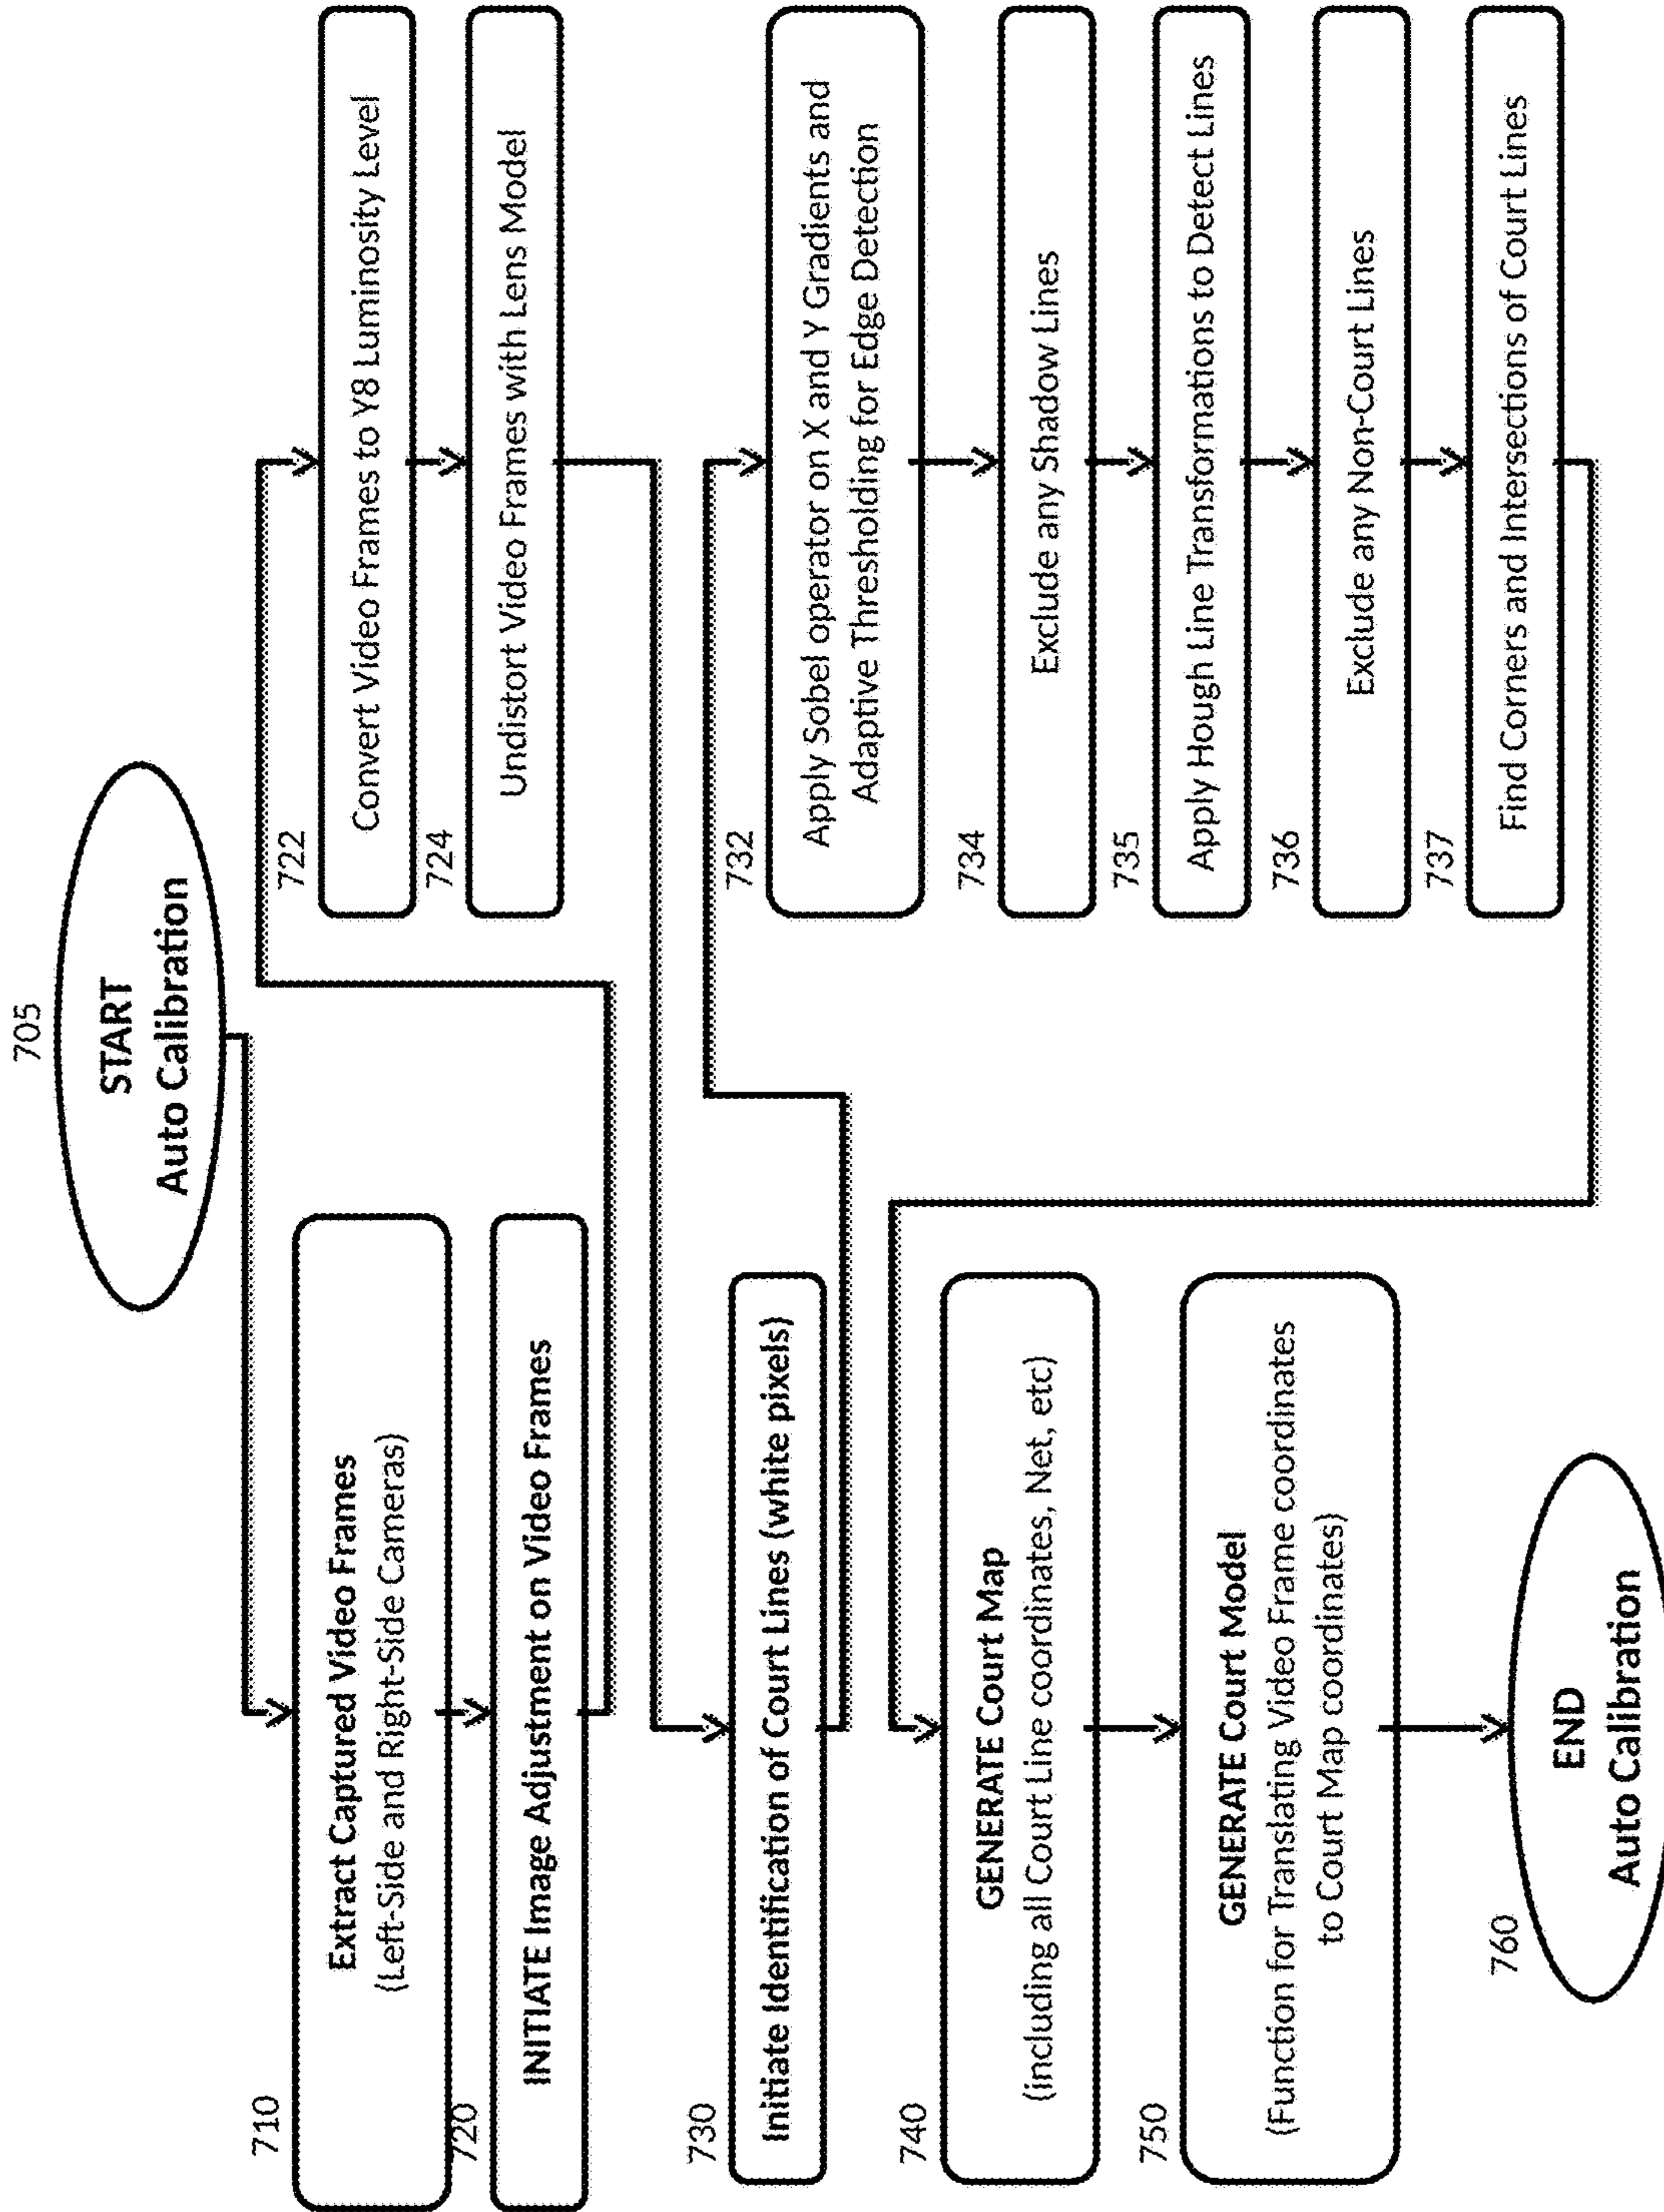 705
START
Auto Calibration
710
Extract Captured Video Frames
(Left-Side and Right-Side Cameras)
720
INITIATE Image Adjustment on Video Frames
722
Convert Video Frames to Y8 Luminosity Level
724
Undistort Video Frames with Lens Model
730
Initiate Identification of Court Lines (white pixels)
732
Apply Sobel operator on X and Y Gradients and
Adaptive Thresholding for Edge Detection
734
Exclude any Shadow Lines
735
Apply Hough Line Transformations to Detect Lines
736
Exclude any Non-Court Lines
737
Find Corners and Intersections of Court Lines
740
GENERATE Court Map
(including all Court Line coordinates, Net, etc)
750
GENERATE Court Model
(Function for Translating Video Frame coordinates
to Court Map coordinates)
760
END
Auto Calibration